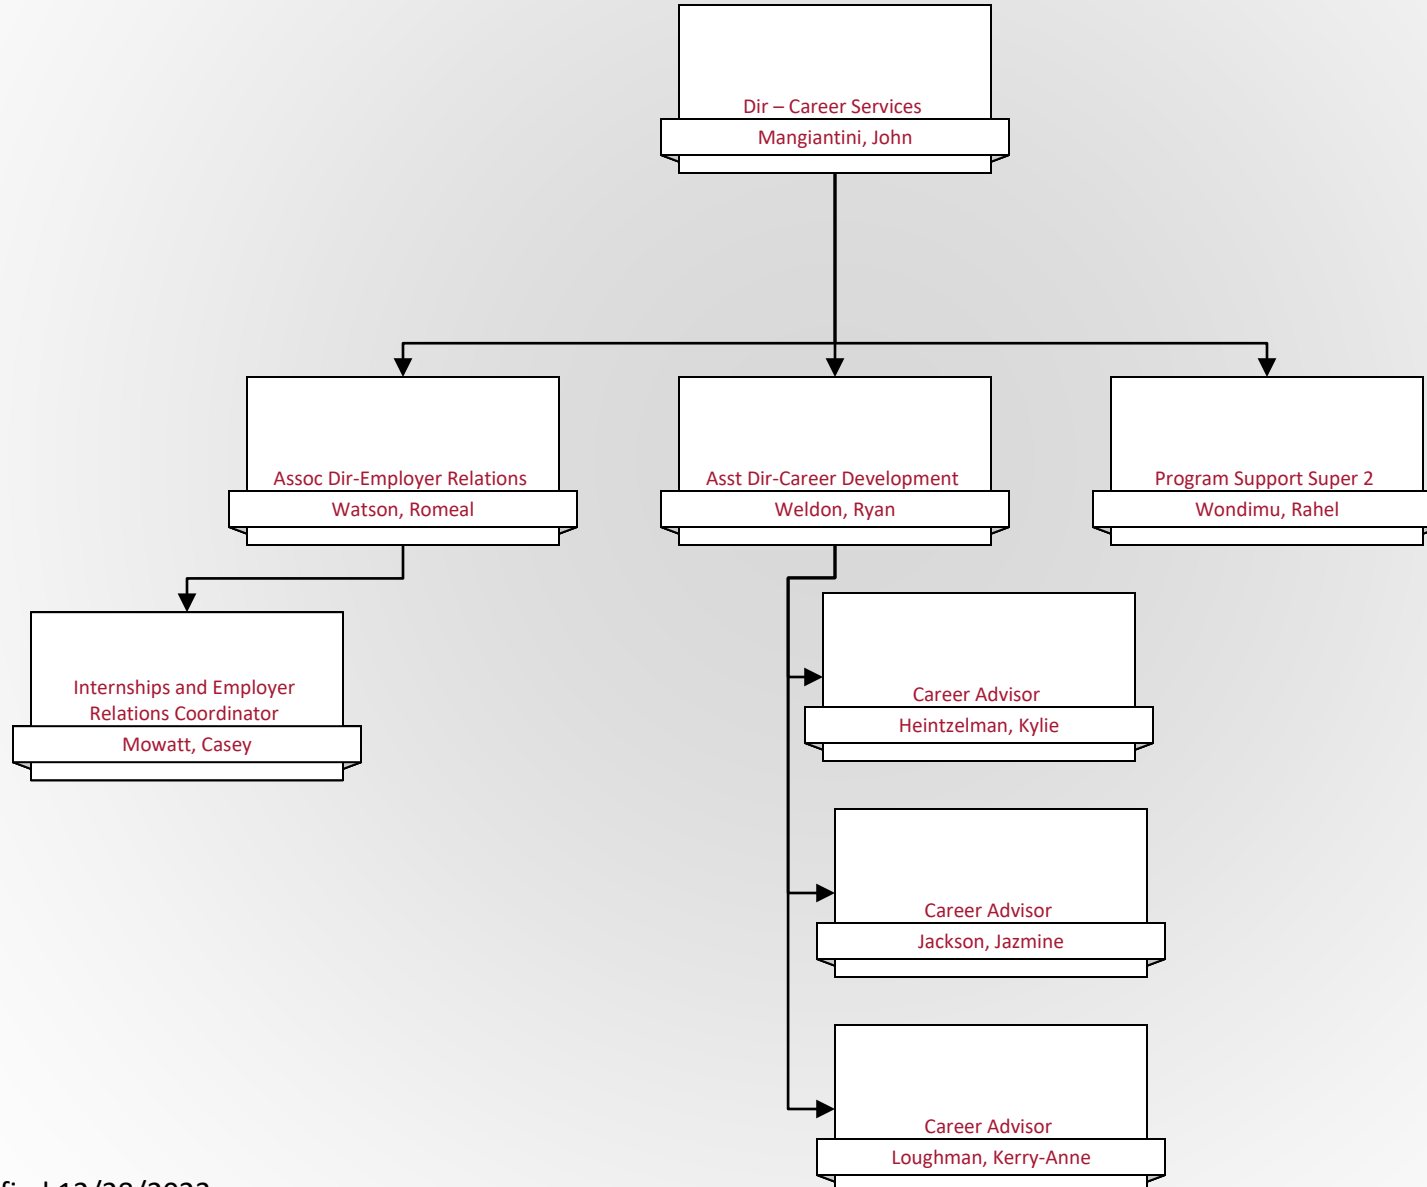 Dir – Career Services
Mangiantini, John
Assoc Dir-Employer Relations
Watson, Romeal
Asst Dir-Career Development
Weldon, Ryan
Program Support Super 2
Wondimu, Rahel
Internships and Employer
Relations Coordinator
Mowatt, Casey
Career Advisor
Heintzelman, Kylie
Career Advisor
Jackson, Jazmine
Career Advisor
Loughman, Kerry-Anne